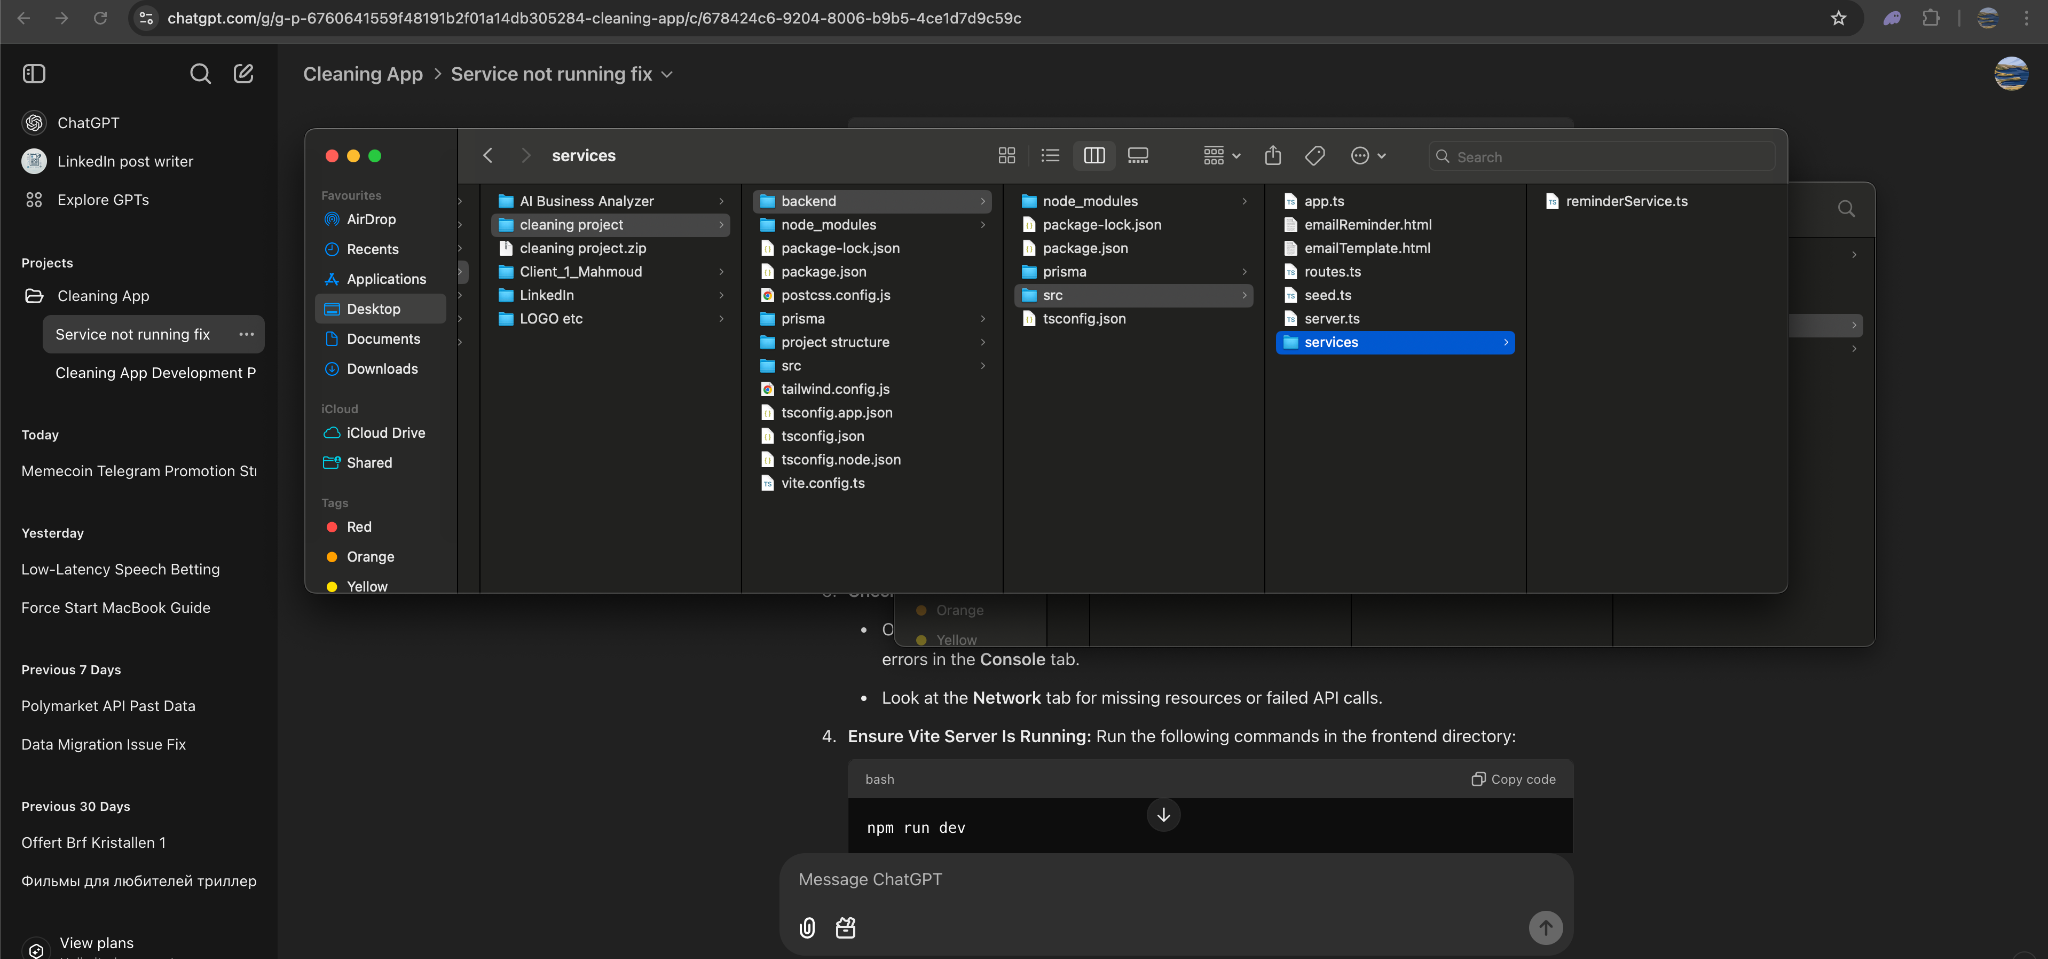 chatgpt.com/g/g-p-6760641559f48191b2f01a14db305284-cleaning-app/c/678424c6-9204-8006-b9b5-4ce1d7d9c59c
ChatGPT
LinkedIn post writer
Explore GPTs
Projects
Cleaning App
Service not running fix
Cleaning App Development P
Today
Memecoin Telegram Promotion Str
Yesterday
Low-Latency Speech Betting
Force Start MacBook Guide
Previous 7 Days
Polymarket API Past Data
Data Migration Issue Fix
Previous 30 Days
Offert Brf Kristallen 1
Фильмы для любителей триллер
View plans
Cleaning App > Service not running fix
services
Search
Favourites
AirDrop
Recents
Applications
Desktop
Documents
Downloads
iCloud
iCloud Drive
Shared
Tags
Red
Orange
Yellow
AI Business Analyzer
cleaning project
cleaning project.zip
Client_1_Mahmoud
LinkedIn
LOGO etc
backend
node_modules
package-lock.json
package.json
postcss.config.js
prisma
project structure
src
tailwind.config.js
tsconfig.app.json
tsconfig.json
tsconfig.node.json
vite.config.ts
node_modules
package-lock.json
package.json
prisma
src
tsconfig.json
app.ts
emailReminder.html
emailTemplate.html
routes.ts
seed.ts
server.ts
services
reminderService.ts
Orange
Yellow
errors in the Console tab.
• Look at the Network tab for missing resources or failed API calls.
4. Ensure Vite Server Is Running: Run the following commands in the frontend directory:
bash
Copy code
npm run dev
Message ChatGPT